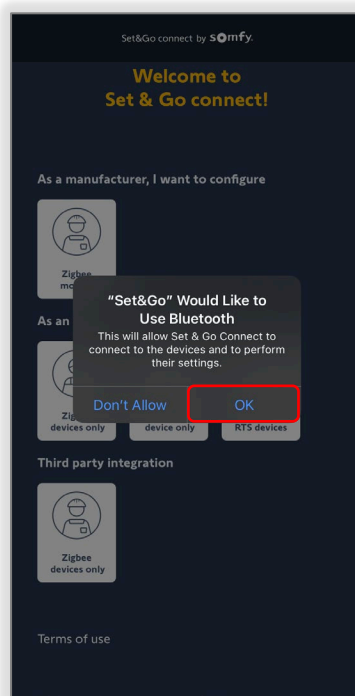 Set&Go connect by somfy.
Welcome to
Set & Go connect!
As a manufacturer, I want to configure
Zigbee
“Set&Go” Would Like to
Use Bluetooth
This will allow Set & Go Connect to
connect to the devices and to perform
their settings.
Don't Allow
OK
As an
devices only
device only
RTS devices
Third party integration
Zigbee
devices only
Terms of use